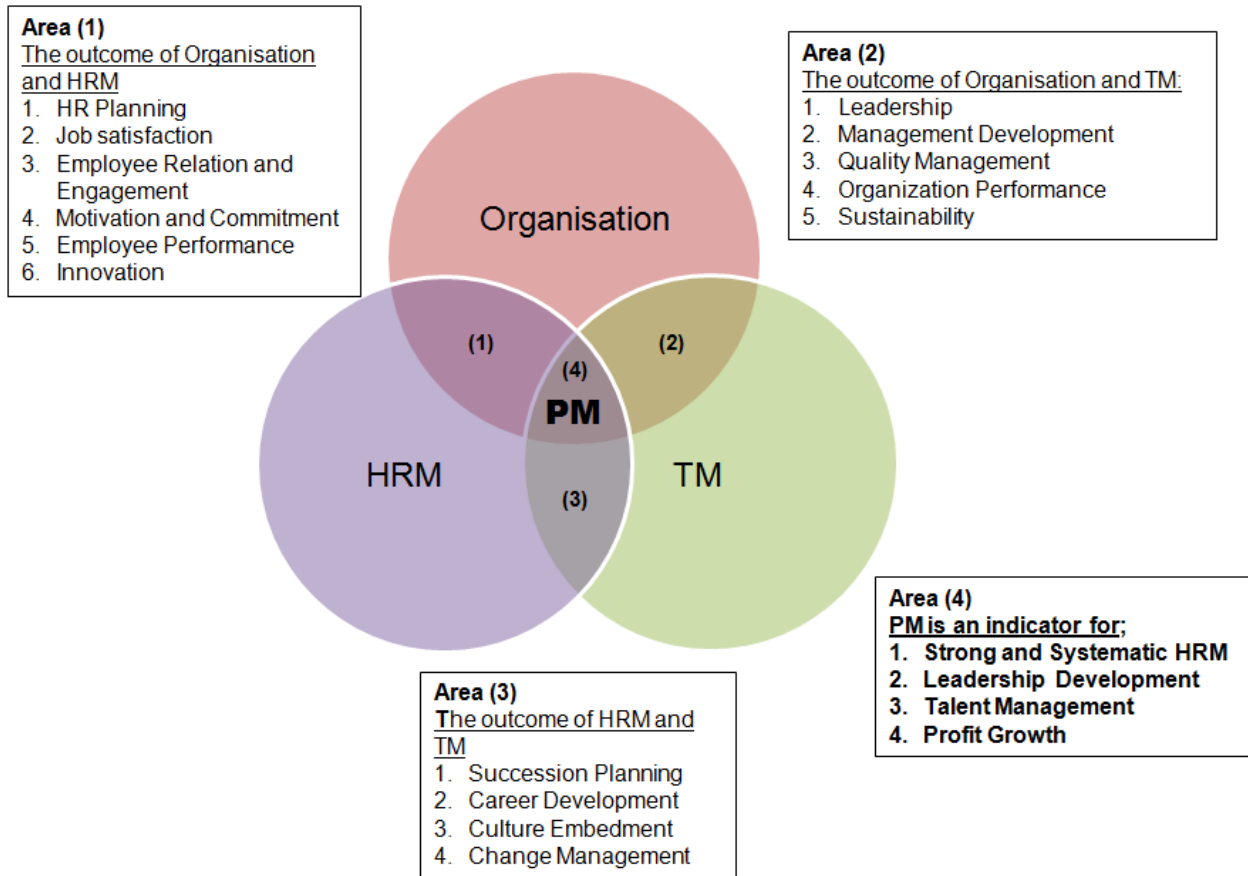 Area (1)
The outcome of Organisation
and HRM
1. HR Planning
2. Job satisfaction
3. Employee Relation and
Engagement
4. Motivation and Commitment
5. Employee Performance
6. Innovation
Area (2)
The outcome of Organisation and TM:
1. Leadership
2. Management Development
3. Quality Management
4. Organization Performance
5. Sustainability
Organisation
(1)
(2)
(4)
PM
HRM
TM
(3)
Area (3)
The outcome of HRM and
TM
1. Succession Planning
2. Career Development
3. Culture Embedment
4. Change Management
Area (4)
PM is an indicator for;
1. Strong and Systematic HRM
2. Leadership Development
3. Talent Management
4. Profit Growth